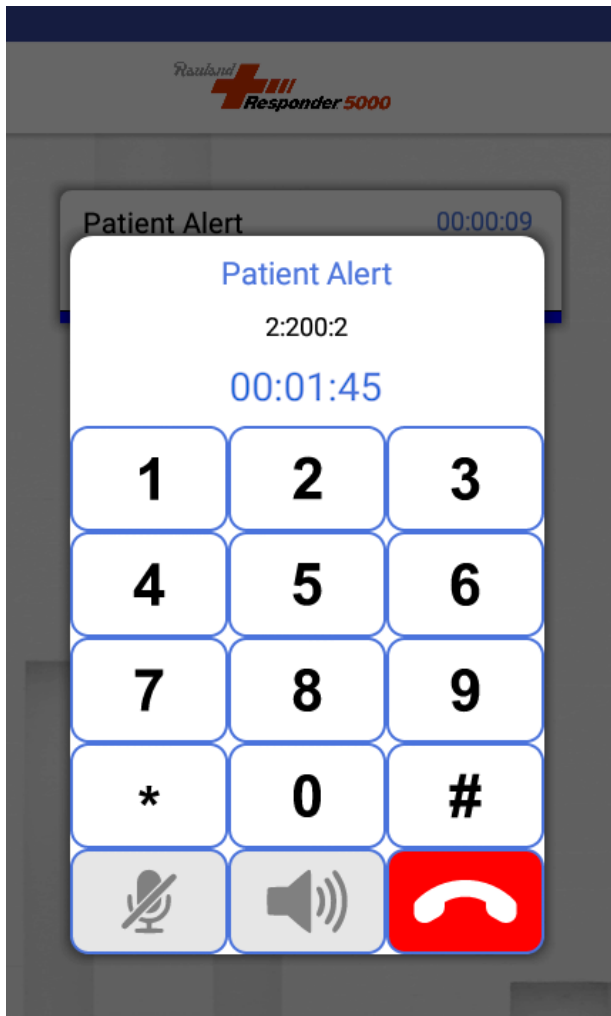 Rauland
Responder 5000
Patient Alert 00:00:09
Patient Alert
2:200:2
00:01:45
1 2 3
4 5 6
7 8 9
* 0 #